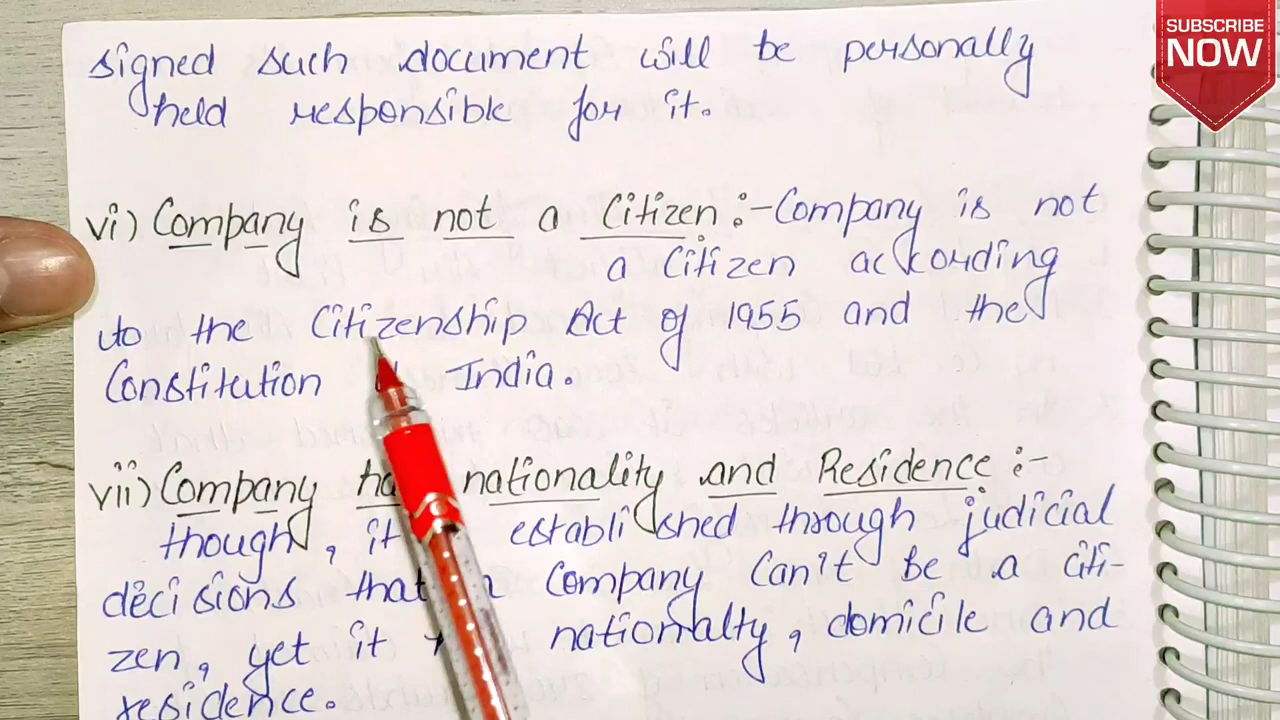 SUBSCRIBE
NOW
signed such document will be personally
held responsible for it.
vi) Company is not a Citizen :- Company is not
a Citizen according
to the Citizenship Act of 1955 and the
Constitution India.
vii) Company nationality and Residence :-
though, it established through judicial
decisions that Company can't be a citi-
zen, yet it nationalty, domicile and
residence.